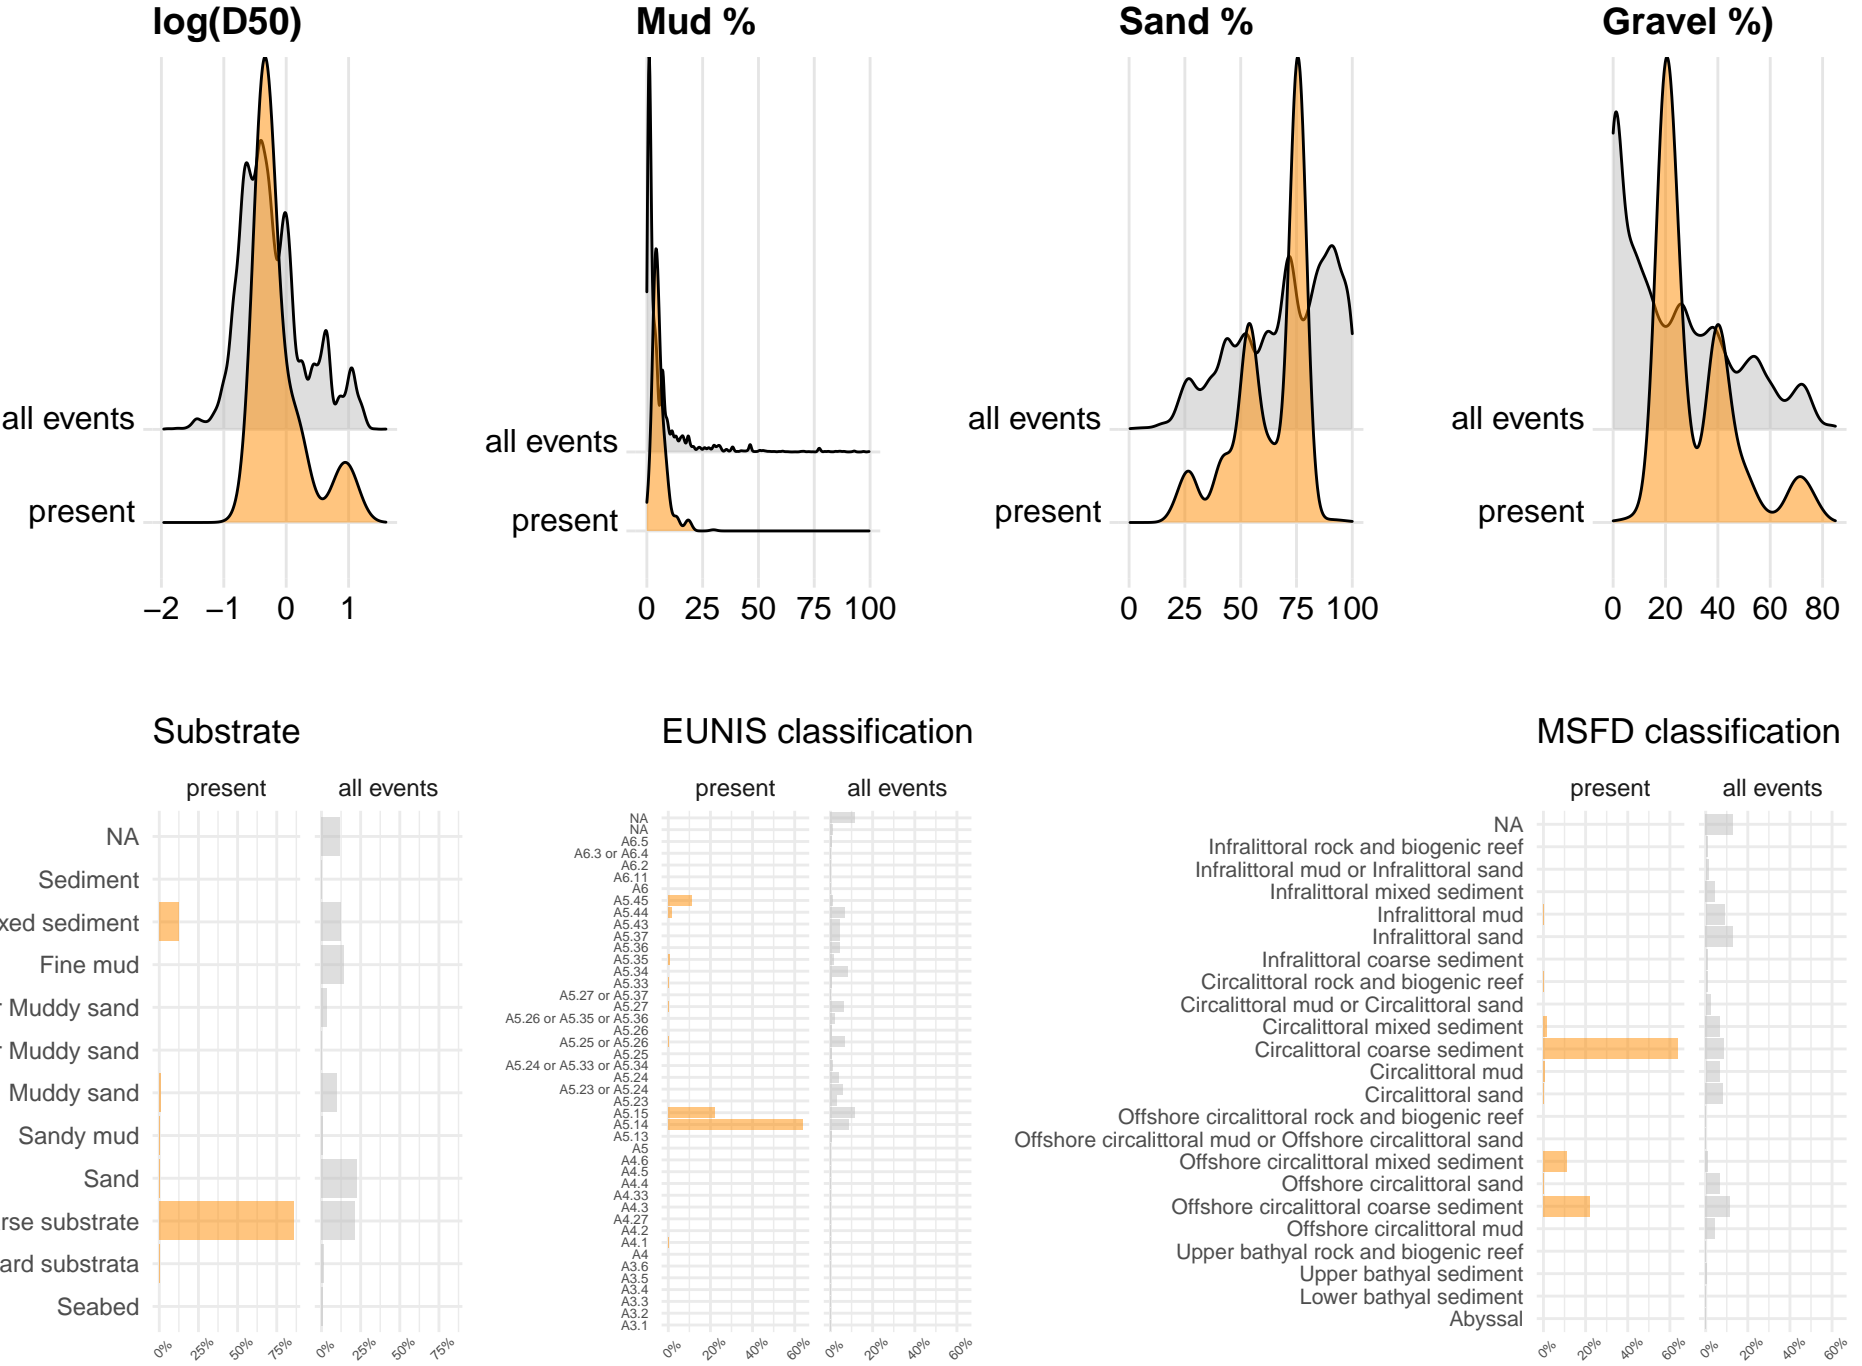 log(D50)
Mud %
Sand %
Gravel %)
all events
present
−2 −1 0 1
all events
present
0 25 50 75 100
all events
present
0 25 50 75 100
all events
present
0 20 40 60 80
Substrate
present all events
NA
Sediment
xed sediment
Fine mud
r Muddy sand
r Muddy sand
Muddy sand
Sandy mud
Sand
rse substrate
ard substrata
Seabed
0% 25% 50% 75% 0% 25% 50% 75%
EUNIS classification
present all events
NA
NA
A6.5
A6.3 or A6.4
A6.2
A6.11
A6
A5.45
A5.44
A5.43
A5.37
A5.36
A5.35
A5.34
A5.33
A5.27 or A5.37
A5.27
A5.26 or A5.35 or A5.36
A5.26
A5.25 or A5.26
A5.25
A5.24 or A5.33 or A5.34
A5.24
A5.23 or A5.24
A5.23
A5.15
A5.14
A5.13
A5
A4.6
A4.5
A4.4
A4.33
A4.3
A4.27
A4.2
A4.1
A4
A3.6
A3.5
A3.4
A3.3
A3.2
A3.1
0% 20% 40% 60% 0% 20% 40% 60%
MSFD classification
present all events
NA
Infralittoral rock and biogenic reef
Infralittoral mud or Infralittoral sand
Infralittoral mixed sediment
Infralittoral mud
Infralittoral sand
Infralittoral coarse sediment
Circalittoral rock and biogenic reef
Circalittoral mud or Circalittoral sand
Circalittoral mixed sediment
Circalittoral coarse sediment
Circalittoral mud
Circalittoral sand
Offshore circalittoral rock and biogenic reef
Offshore circalittoral mud or Offshore circalittoral sand
Offshore circalittoral mixed sediment
Offshore circalittoral sand
Offshore circalittoral coarse sediment
Offshore circalittoral mud
Upper bathyal rock and biogenic reef
Upper bathyal sediment
Lower bathyal sediment
Abyssal
0% 20% 40% 60% 0% 20% 40% 60%